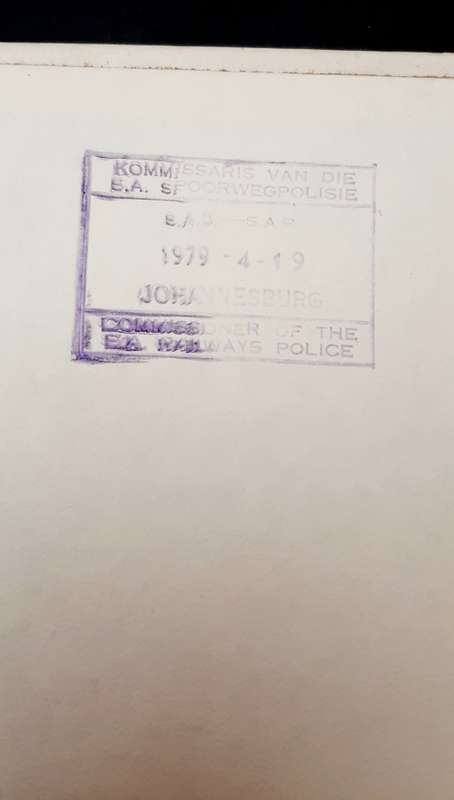 KOMMISSARIS VAN DIE
S.A. SPOORWEGPOLISIE
S.A.S.—S.A.R.
1979 -4- 19
JOHANNESBURG
COMMISSIONER OF THE
S.A. RAILWAYS POLICE